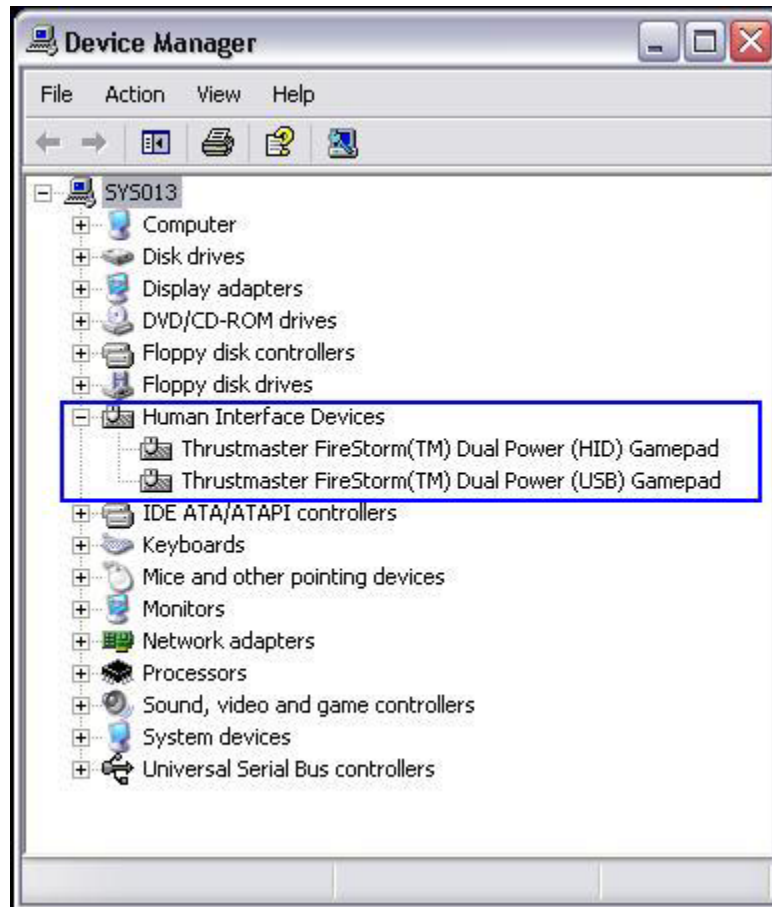 Device Manager
File Action View Help
SYS013
Computer
Disk drives
Display adapters
DVD/CD-ROM drives
Floppy disk controllers
Floppy disk drives
Human Interface Devices
Thrustmaster FireStorm(TM) Dual Power (HID) Gamepad
Thrustmaster FireStorm(TM) Dual Power (USB) Gamepad
IDE ATA/ATAPI controllers
Keyboards
Mice and other pointing devices
Monitors
Network adapters
Processors
Sound, video and game controllers
System devices
Universal Serial Bus controllers